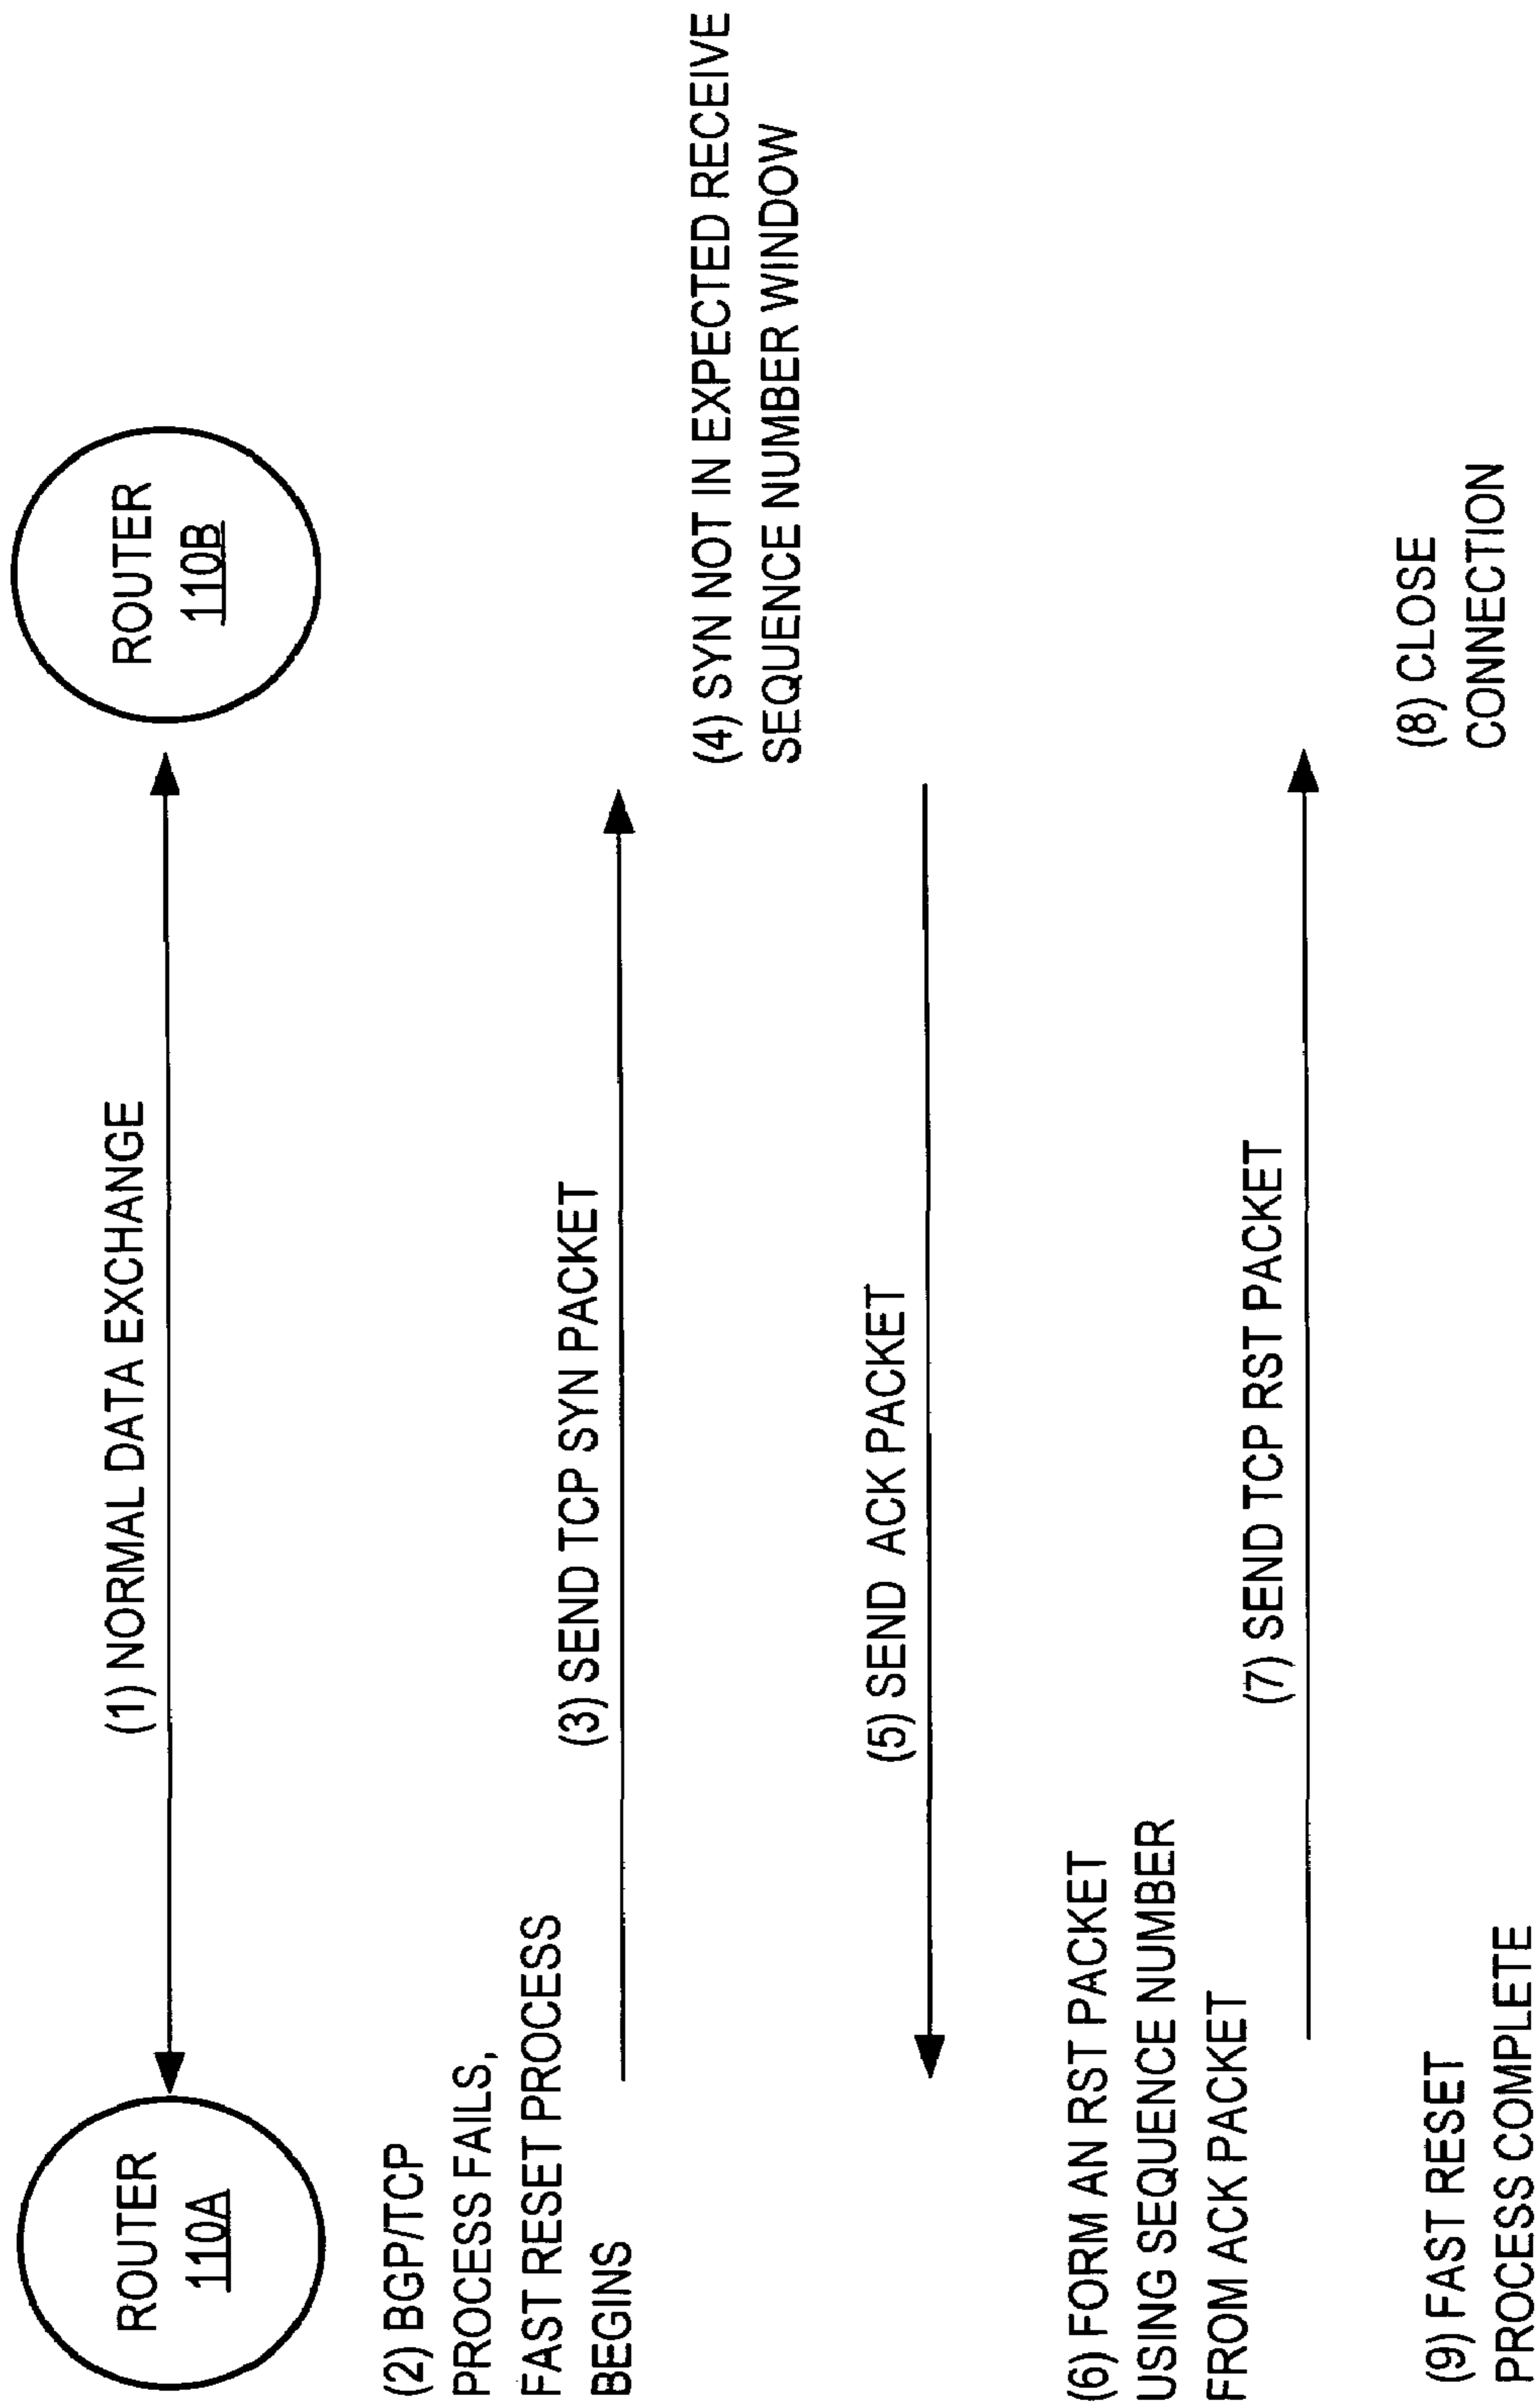 ROUTER
110A
ROUTER
110B
(1) NORMAL DATA EXCHANGE
(2) BGP/TCP
PROCESS FAILS,
FAST RESET PROCESS
BEGINS
(3) SEND TCP SYN PACKET
(4) SYN NOT IN EXPECTED RECEIVE
SEQUENCE NUMBER WINDOW
(5) SEND ACK PACKET
(6) FORM AN RST PACKET
USING SEQUENCE NUMBER
FROM ACK PACKET
(7) SEND TCP RST PACKET
(8) CLOSE
CONNECTION
(9) FAST RESET
PROCESS COMPLETE